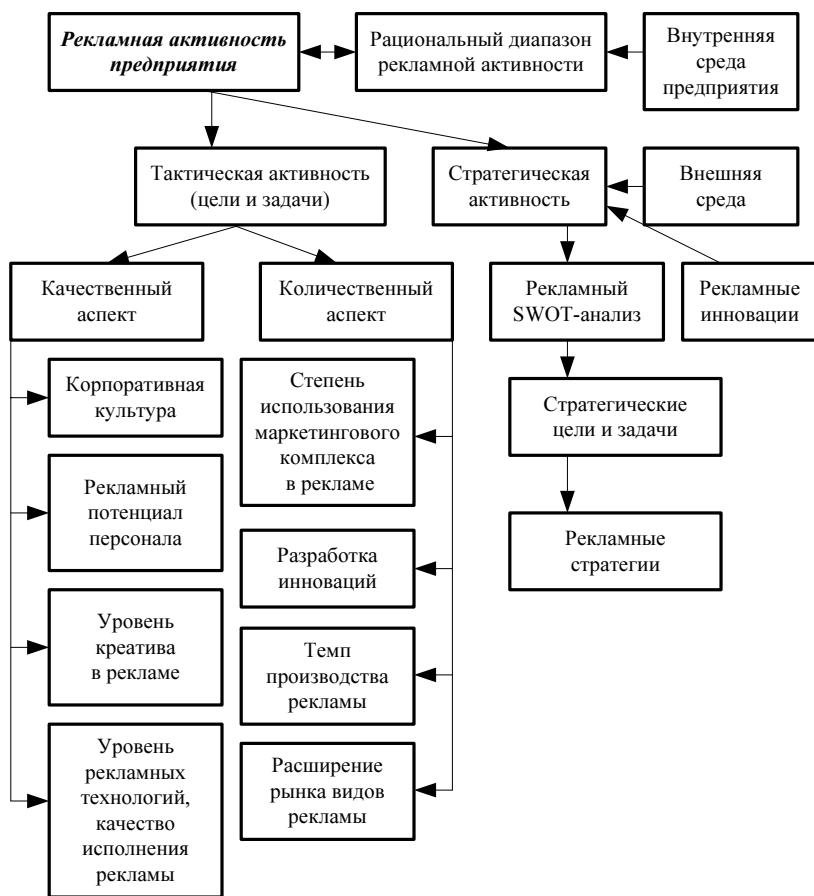 Рекламная активность
предприятия
Рациональный диапазон
рекламной активности
Внутренняя
среда
предприятия
Тактическая активность
(цели и задачи)
Стратегическая
активность
Внешняя
среда
Качественный
аспект
Количественный
аспект
Рекламный
SWOT-анализ
Рекламные
инновации
Корпоративная
культура
Рекламный
потенциал
персонала
Уровень
креатива
в рекламе
Уровень
рекламных
технологий,
качество
исполнения
рекламы
Степень
использования
маркетингового
комплекса
в рекламе
Разработка
инноваций
Темп
производства
рекламы
Расширение
рынка видов
рекламы
Стратегические
цели и задачи
Рекламные
стратегии